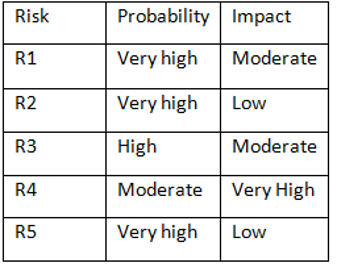 Risk Probability Impact
R1 Very high Moderate
R2 Very high Low
R3 High Moderate
R4 Moderate Very High
R5 Very high Low